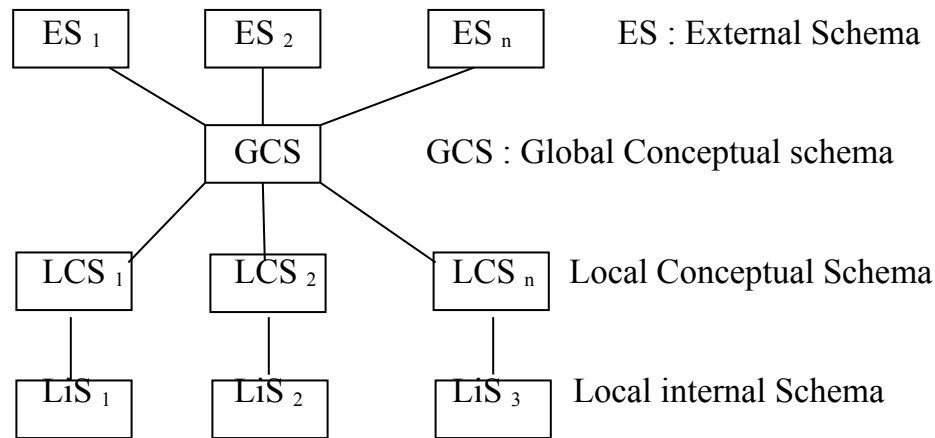 ES 1 ES 2 ES n ES : External Schema
GCS GCS : Global Conceptual schema
LCS 1 LCS 2 LCS n Local Conceptual Schema
LiS 1 LiS 2 LiS 3 Local internal Schema